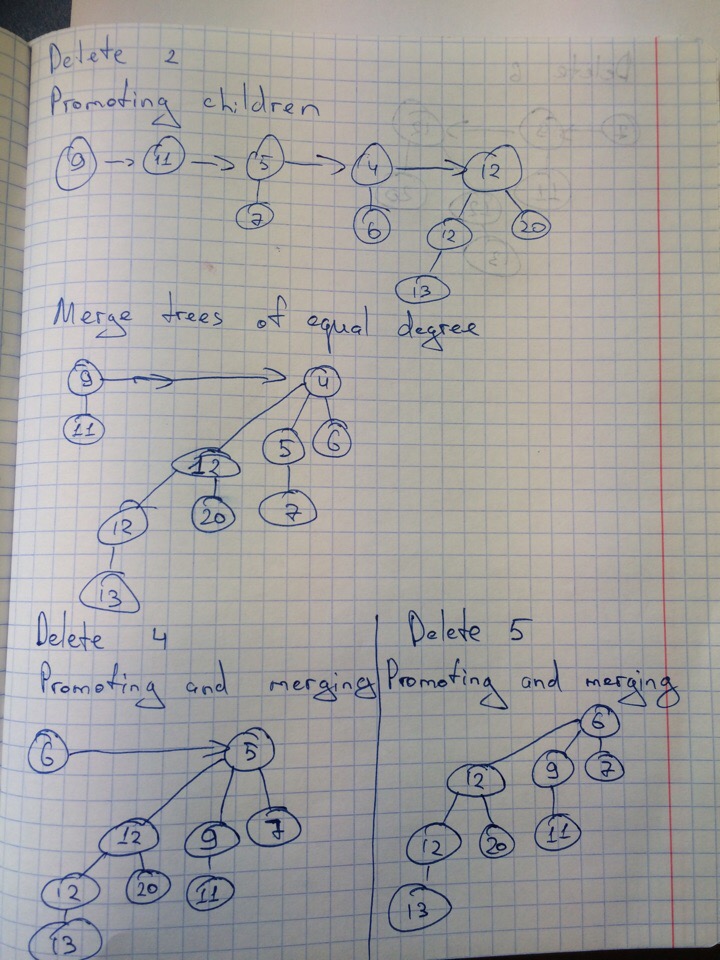 Delete 2
Promoting children
9 11 5 4 12
7 6 12 20
13
Merge trees of equal degree
9 4
11 5 6
12
12 20 7
13
Delete 4
Promoting and merging
6 5
12 9 7
12 20 11
13
Delete 5
Promoting and merging
6
12 9 7
12 20 11
13